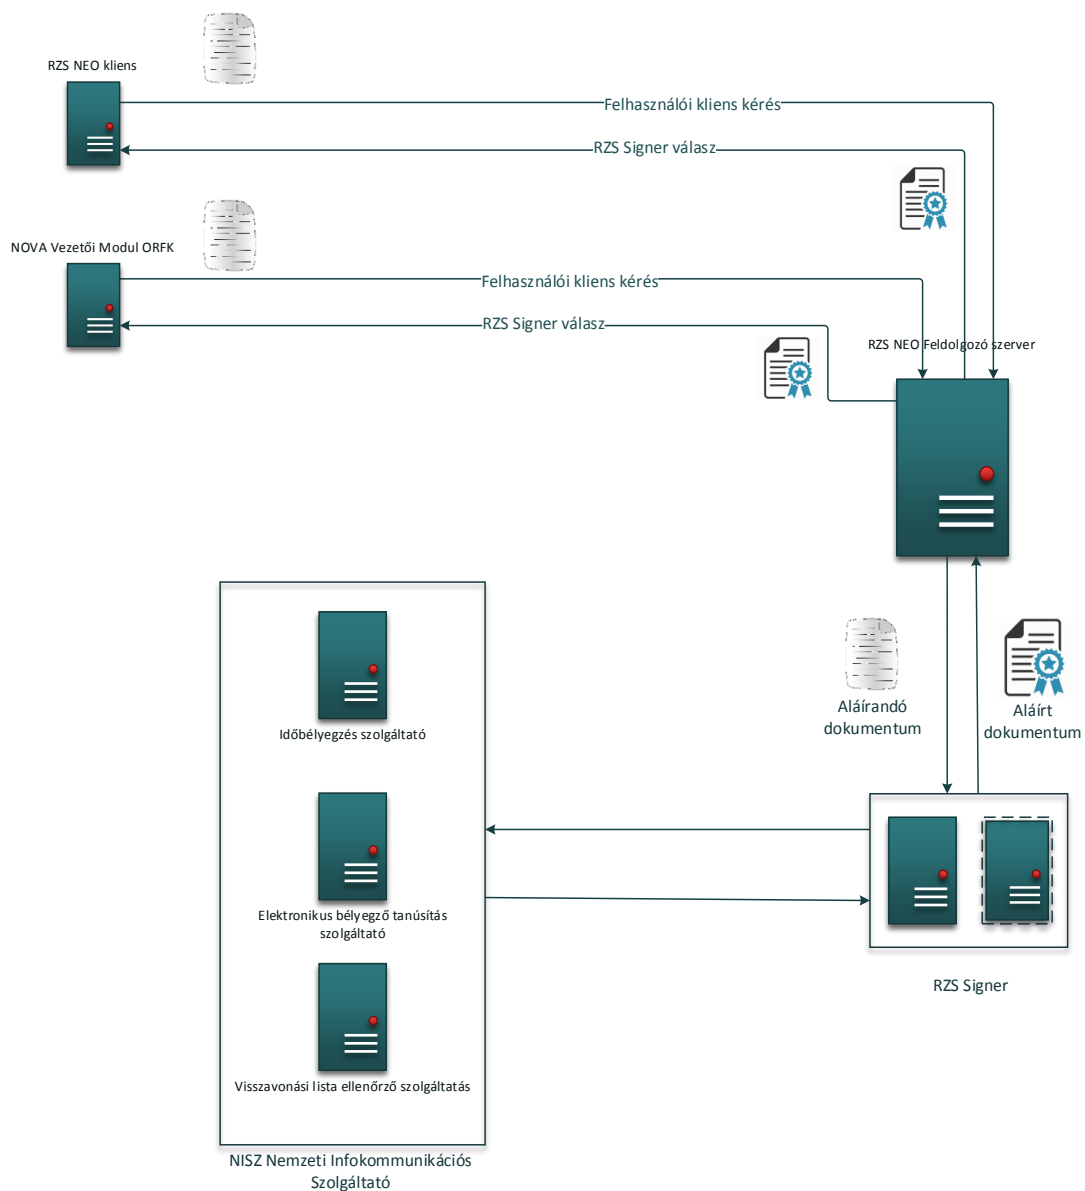 RZS NEO kliens
Felhasználói kliens kérés
RZS Signer válasz
NOVA Vezetői Modul ORFK
Felhasználói kliens kérés
RZS Signer válasz
RZS NEO Feldolgozó szerver
Aláírandó
dokumentum
Aláírt
dokumentum
Időbélyegzés szolgáltató
Elektronikus bélyegző tanúsítás
szolgáltató
Visszavonási lista ellenőrző szolgáltatás
RZS Signer
NISZ Nemzeti Infokommunikációs
Szolgáltató